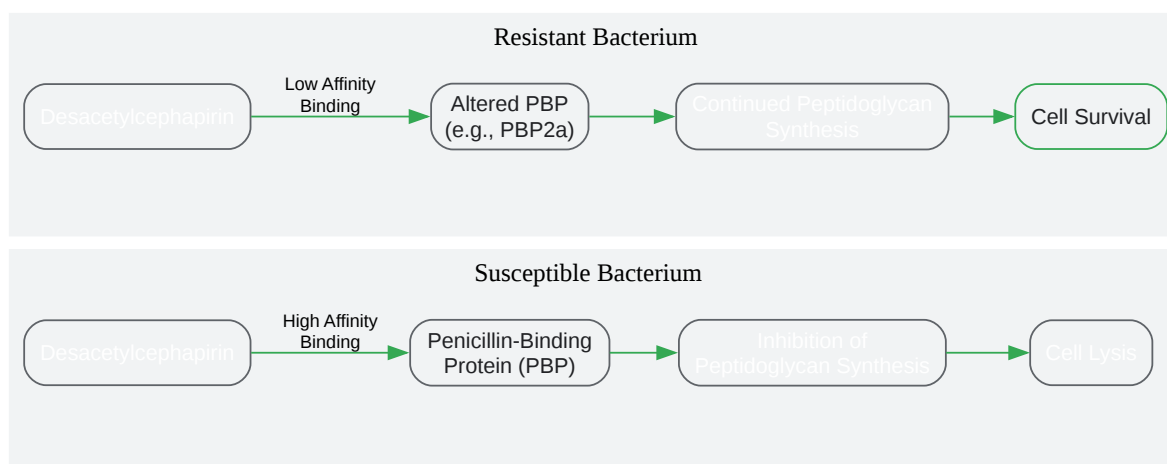 Resistant Bacterium
Desacetylcephapirin
Low Affinity
Binding
Altered PBP
(e.g., PBP2a)
Continued Peptidoglycan
Synthesis
Cell Survival
Susceptible Bacterium
Desacetylcephapirin
High Affinity
Binding
Penicillin-Binding
Protein (PBP)
Inhibition of
Peptidoglycan Synthesis
Cell Lysis